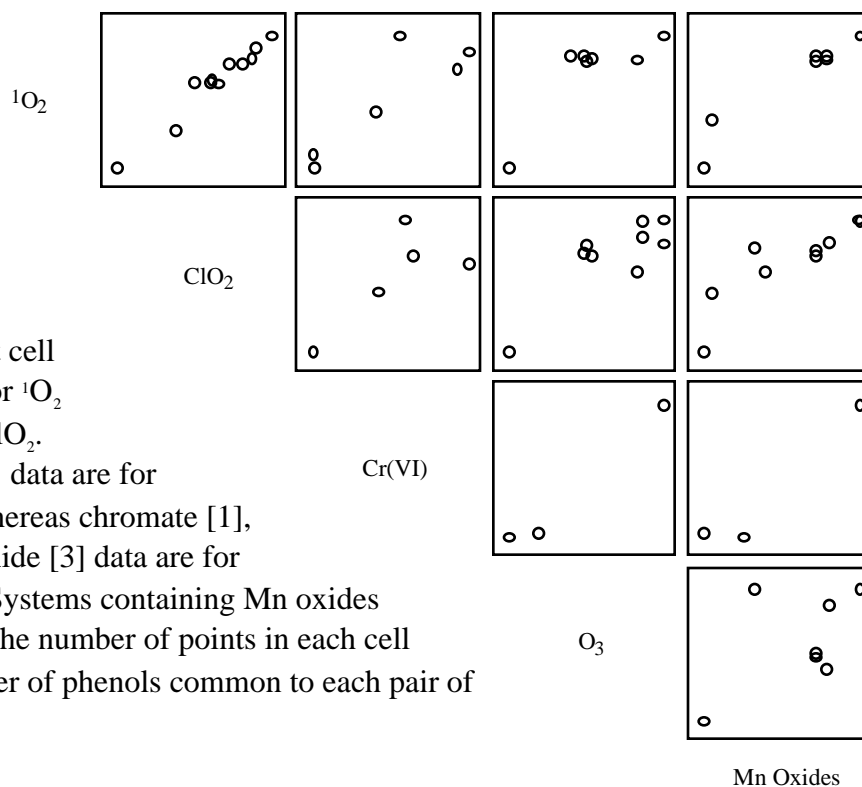 ¹O₂
ClO₂
cell
or ¹O₂
lO₂.
data are for
Cr(VI)
hereas chromate [1],
ide [3] data are for
Systems containing Mn oxides
he number of points in each cell
O₃
er of phenols common to each pair of
Mn Oxides